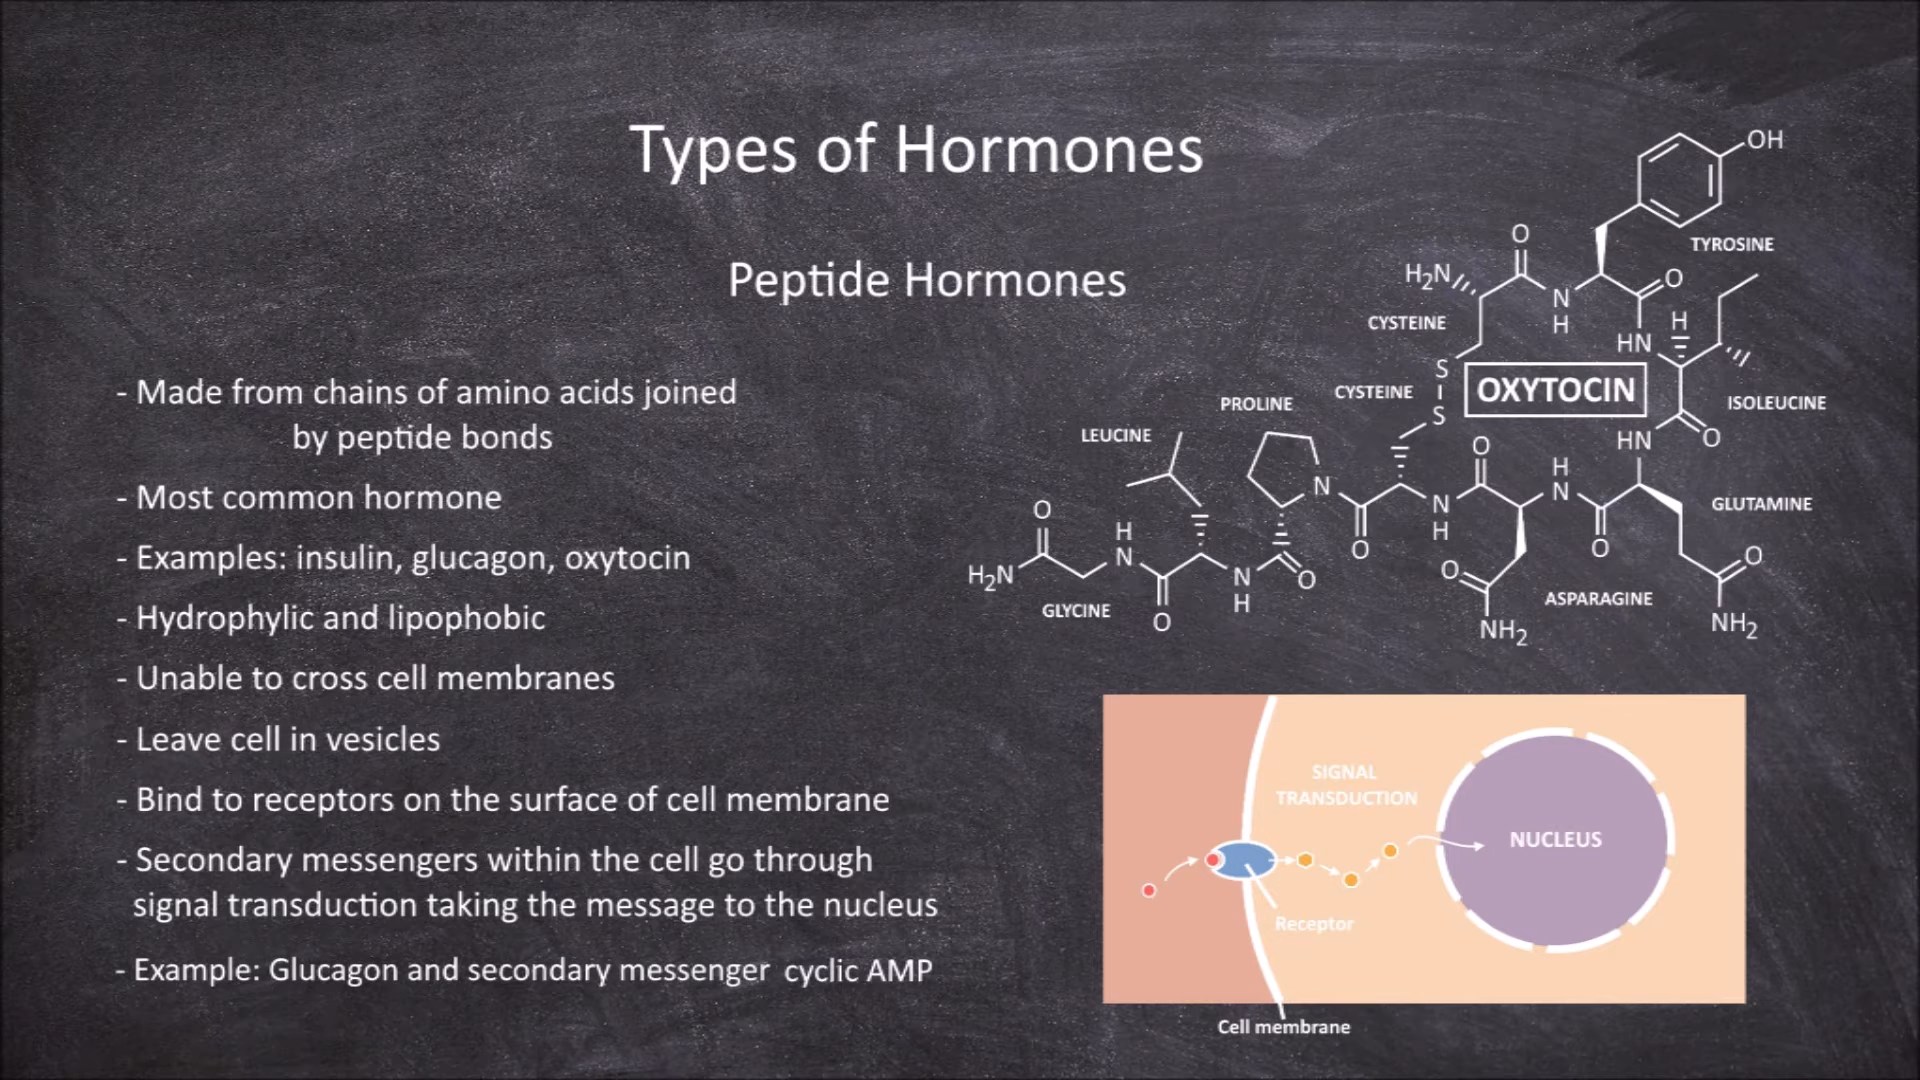 Types of Hormones
Peptide Hormones
- Made from chains of amino acids joined
by peptide bonds
- Most common hormone
- Examples: insulin, glucagon, oxytocin
- Hydrophylic and lipophobic
- Unable to cross cell membranes
- Leave cell in vesicles
- Bind to receptors on the surface of cell membrane
- Secondary messengers within the cell go through
signal transduction taking the message to the nucleus
- Example: Glucagon and secondary messenger cyclic AMP
OH
TYROSINE
O
H₂N
O
N
H
CYSTEINE
H
HN
S
CYSTEINE
OXYTOCIN
PROLINE
ISOLEUCINE
S
LEUCINE
HN
O
O
H
N
N
N
H
GLUTAMINE
O
H
N
O
O
O
H₂N
N
H
O
O
O
GLYCINE
ASPARAGINE
O
NH₂
NH₂
SIGNAL
TRANSDUCTION
NUCLEUS
Receptor
Cell membrane